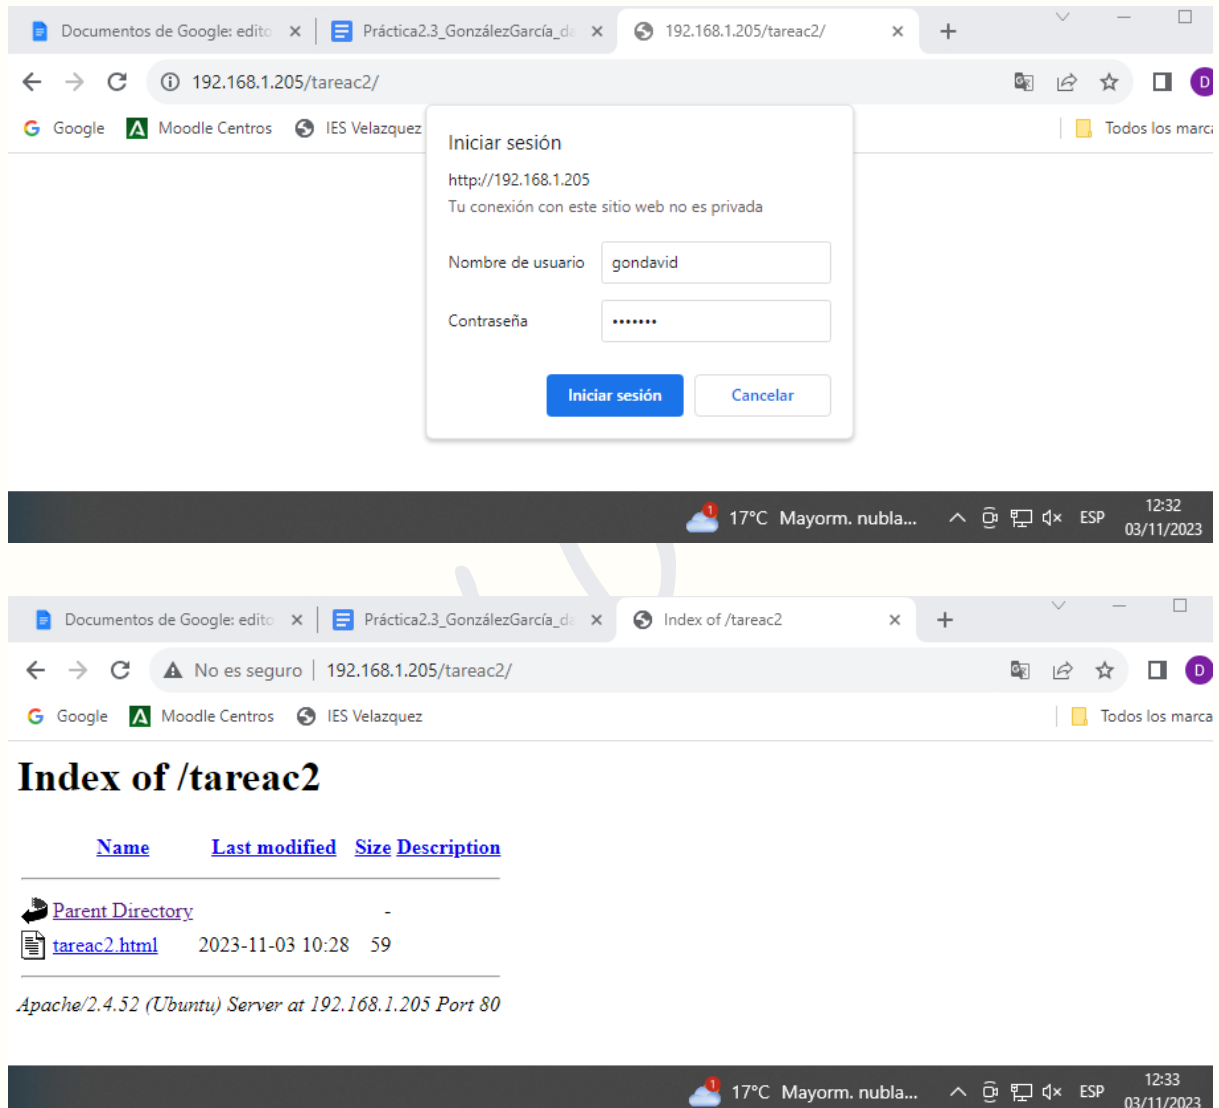 Documentos de Google: edito
Práctica2.3_GonzálezGarcía_da
192.168.1.205/tareac2/
192.168.1.205/tareac2/
D
Google
Moodle Centros
IES Velazquez
Todos los marca
Iniciar sesión
http://192.168.1.205
Tu conexión con este sitio web no es privada
Nombre de usuario
gondavid
Contraseña
•••••••
Iniciar sesión
Cancelar
1
17°C Mayorm. nubla...
ESP
12:32
03/11/2023
Documentos de Google: edito
Práctica2.3_GonzálezGarcía_da
Index of /tareac2
No es seguro
192.168.1.205/tareac2/
D
Google
Moodle Centros
IES Velazquez
Todos los marca
Index of /tareac2
Name Last modified Size Description
Parent Directory -
tareac2.html 2023-11-03 10:28 59
Apache/2.4.52 (Ubuntu) Server at 192.168.1.205 Port 80
1
17°C Mayorm. nubla...
ESP
12:33
03/11/2023